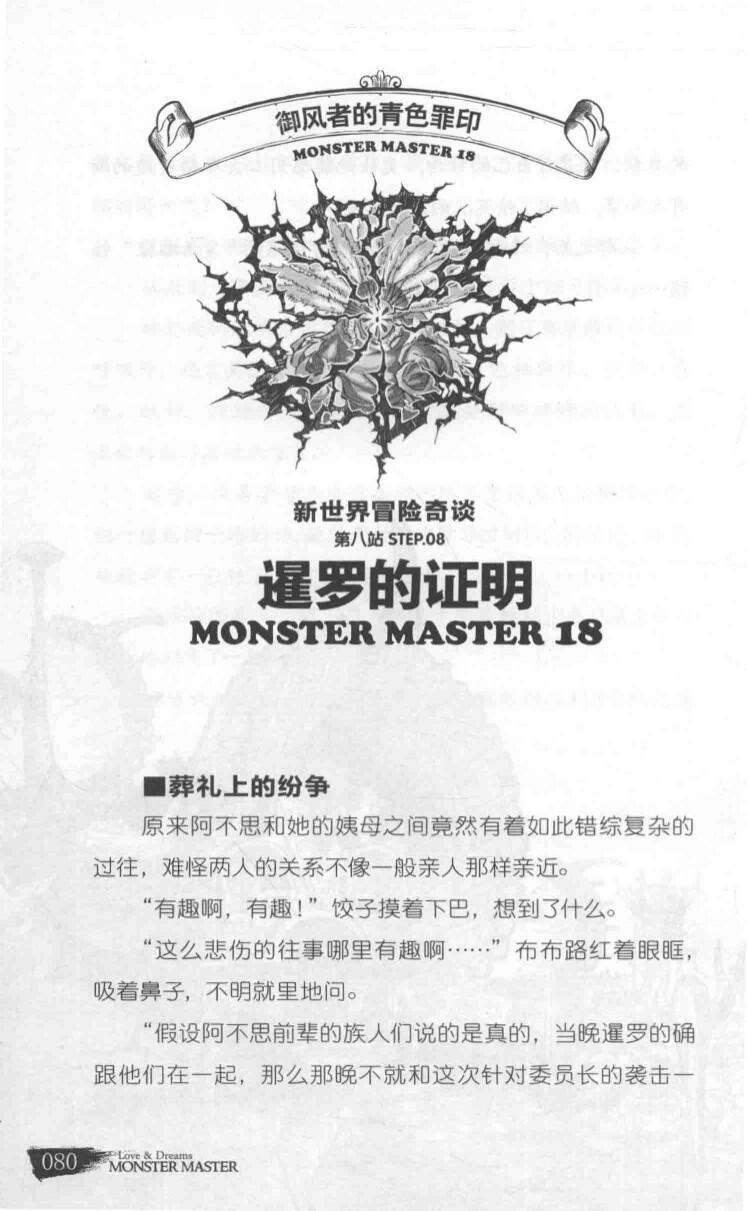 御风者的青色罪印
MONSTER MASTER 18
新世界冒险奇谈
第八站 STEP.08
暹罗的证明
MONSTER MASTER 18
■葬礼上的纷争
原来阿不思和她的姨母之间竟然有着如此错综复杂的
过往，难怪两人的关系不像一般亲人那样亲近。
“有趣啊，有趣！”饺子摸着下巴，想到了什么。
“这么悲伤的往事哪里有趣啊……”布布路红着眼眶，
吸着鼻子，不明就里地问。
“假设阿不思前辈的族人们说的是真的，当晚暹罗的确
跟他们在一起，那么那晚不就和这次针对委员长的袭击一
080
Love & Dreams
MONSTER MASTER